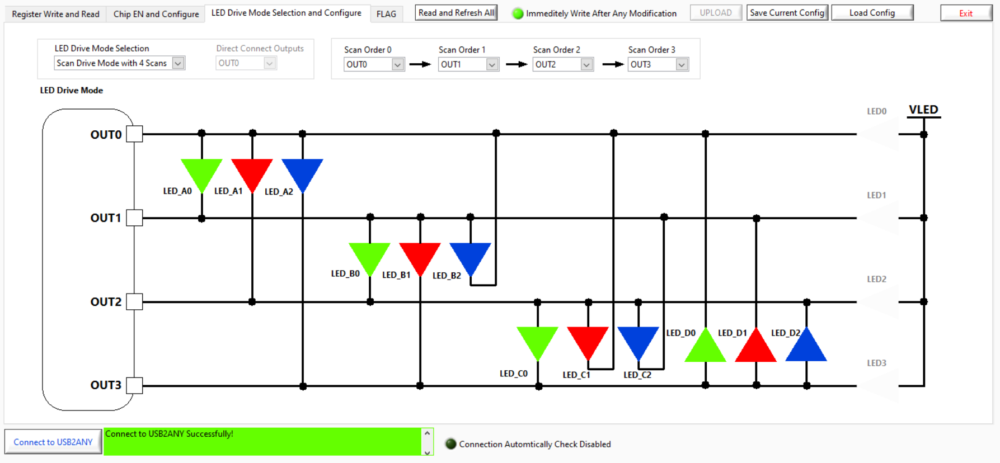 Register Write and Read
Chip EN and Configure
LED Drive Mode Selection and Configure
FLAG
Read and Refresh All
Immeditely Write After Any Modification
UPLOAD
Save Current Config
Load Config
Exit
LED Drive Mode Selection
Direct Connect Outputs
Scan Drive Mode with 4 Scans
OUT0
Scan Order 0
Scan Order 1
Scan Order 2
Scan Order 3
OUT0
OUT1
OUT2
OUT3
LED Drive Mode
LED0
VLED
OUT0
LED_A0
LED_A1
LED_A2
LED1
OUT1
LED_B0
LED_B1
LED_B2
LED2
OUT2
LED_D0
LED_D1
LED_D2
LED_C0
LED_C1
LED_C2
LED3
OUT3
Connect to USB2ANY
Connect to USB2ANY Successfully!
Connection Automtically Check Disabled